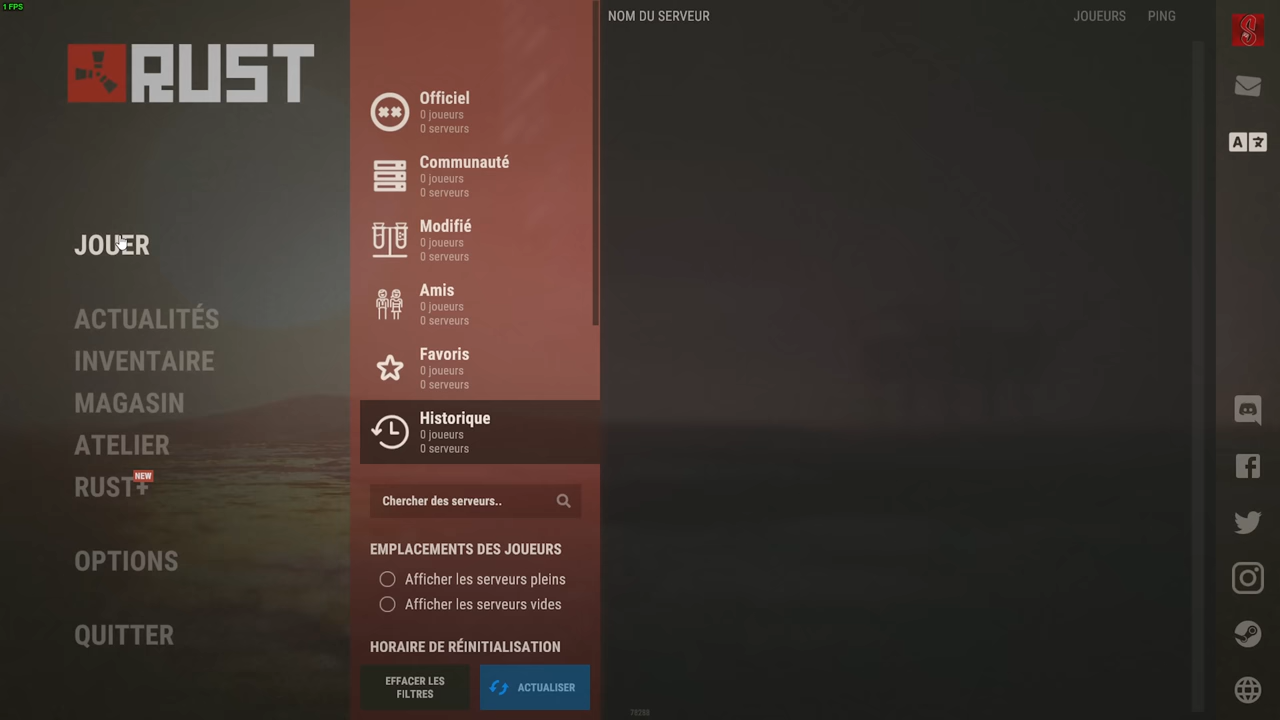 1 FPS
RUST
JOUER
ACTUALITÉS
INVENTAIRE
MAGASIN
ATELIER
RUST+
NEW
OPTIONS
QUITTER
Officiel
0 joueurs
0 serveurs
Communauté
0 joueurs
0 serveurs
Modifié
0 joueurs
0 serveurs
Amis
0 joueurs
0 serveurs
Favoris
0 joueurs
0 serveurs
Historique
0 joueurs
0 serveurs
Chercher des serveurs..
EMPLACEMENTS DES JOUEURS
Afficher les serveurs pleins
Afficher les serveurs vides
HORAIRE DE RÉINITIALISATION
EFFACER LES
FILTRES
ACTUALISER
NOM DU SERVEUR
JOUEURS
PING
S
A